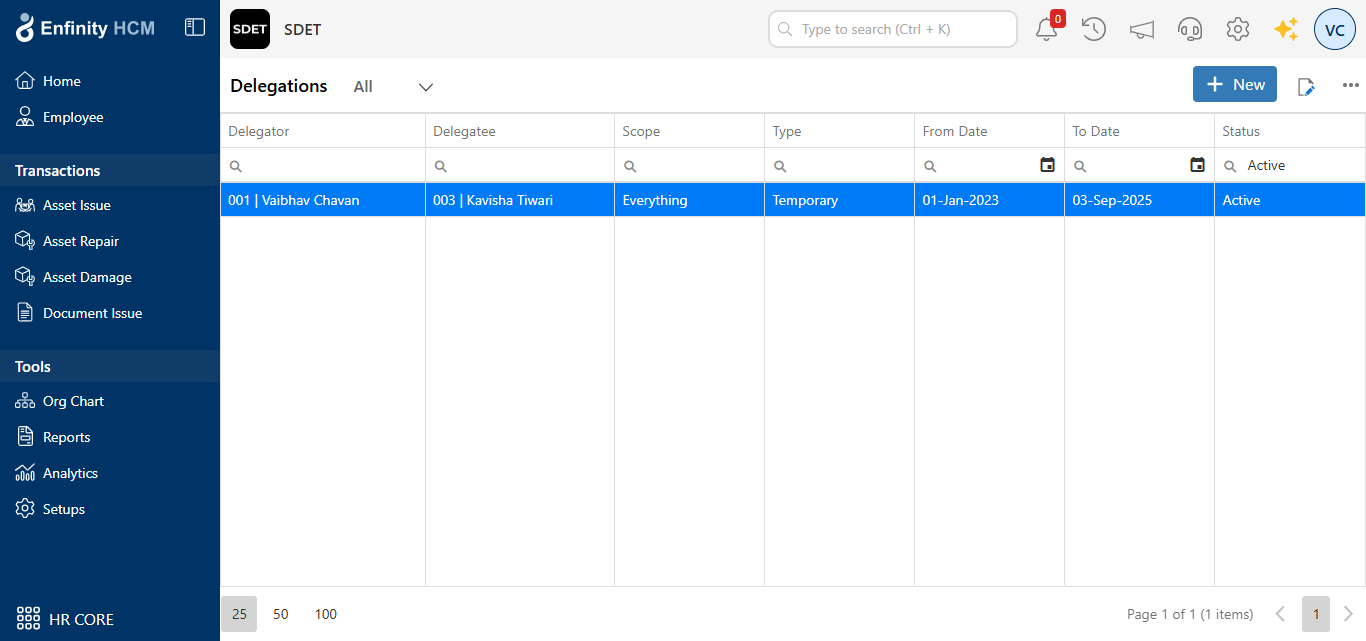 Enfinity HCM
SDET SDET
Type to search (Ctrl + K)
0
VC
Home
Employee
Transactions
Asset Issue
Asset Repair
Asset Damage
Document Issue
Tools
Org Chart
Reports
Analytics
Setups
HR CORE
Delegations All
New
Delegator Delegatee Scope Type From Date To Date Status
Active
001 | Vaibhav Chavan 003 | Kavisha Tiwari Everything Temporary 01-Jan-2023 03-Sep-2025 Active
25 50 100
Page 1 of 1 (1 items) 1